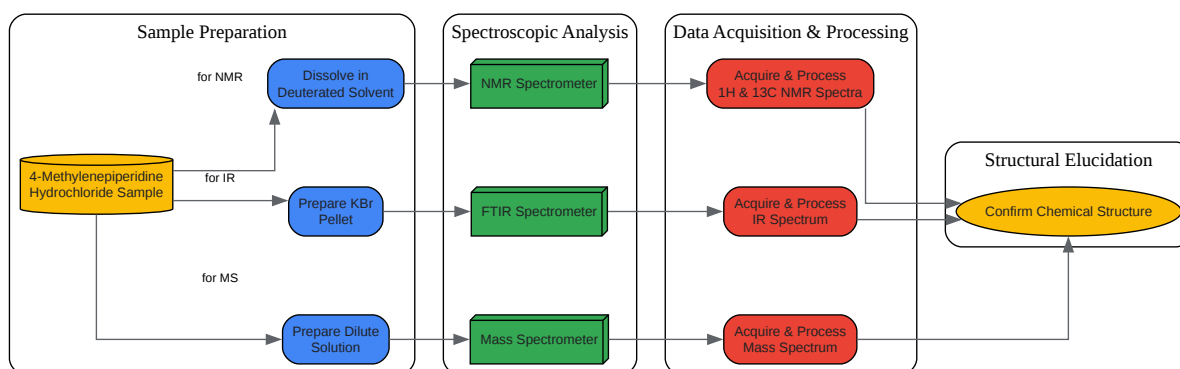 Sample Preparation
Spectroscopic Analysis
Data Acquisition & Processing
for NMR
Dissolve in
Deuterated Solvent
NMR Spectrometer
Acquire & Process
1H & 13C NMR Spectra
4-Methylenepiperidine
Hydrochloride Sample
for IR
Prepare KBr
Pellet
FTIR Spectrometer
Acquire & Process
IR Spectrum
Structural Elucidation
Confirm Chemical Structure
for MS
Prepare Dilute
Solution
Mass Spectrometer
Acquire & Process
Mass Spectrum